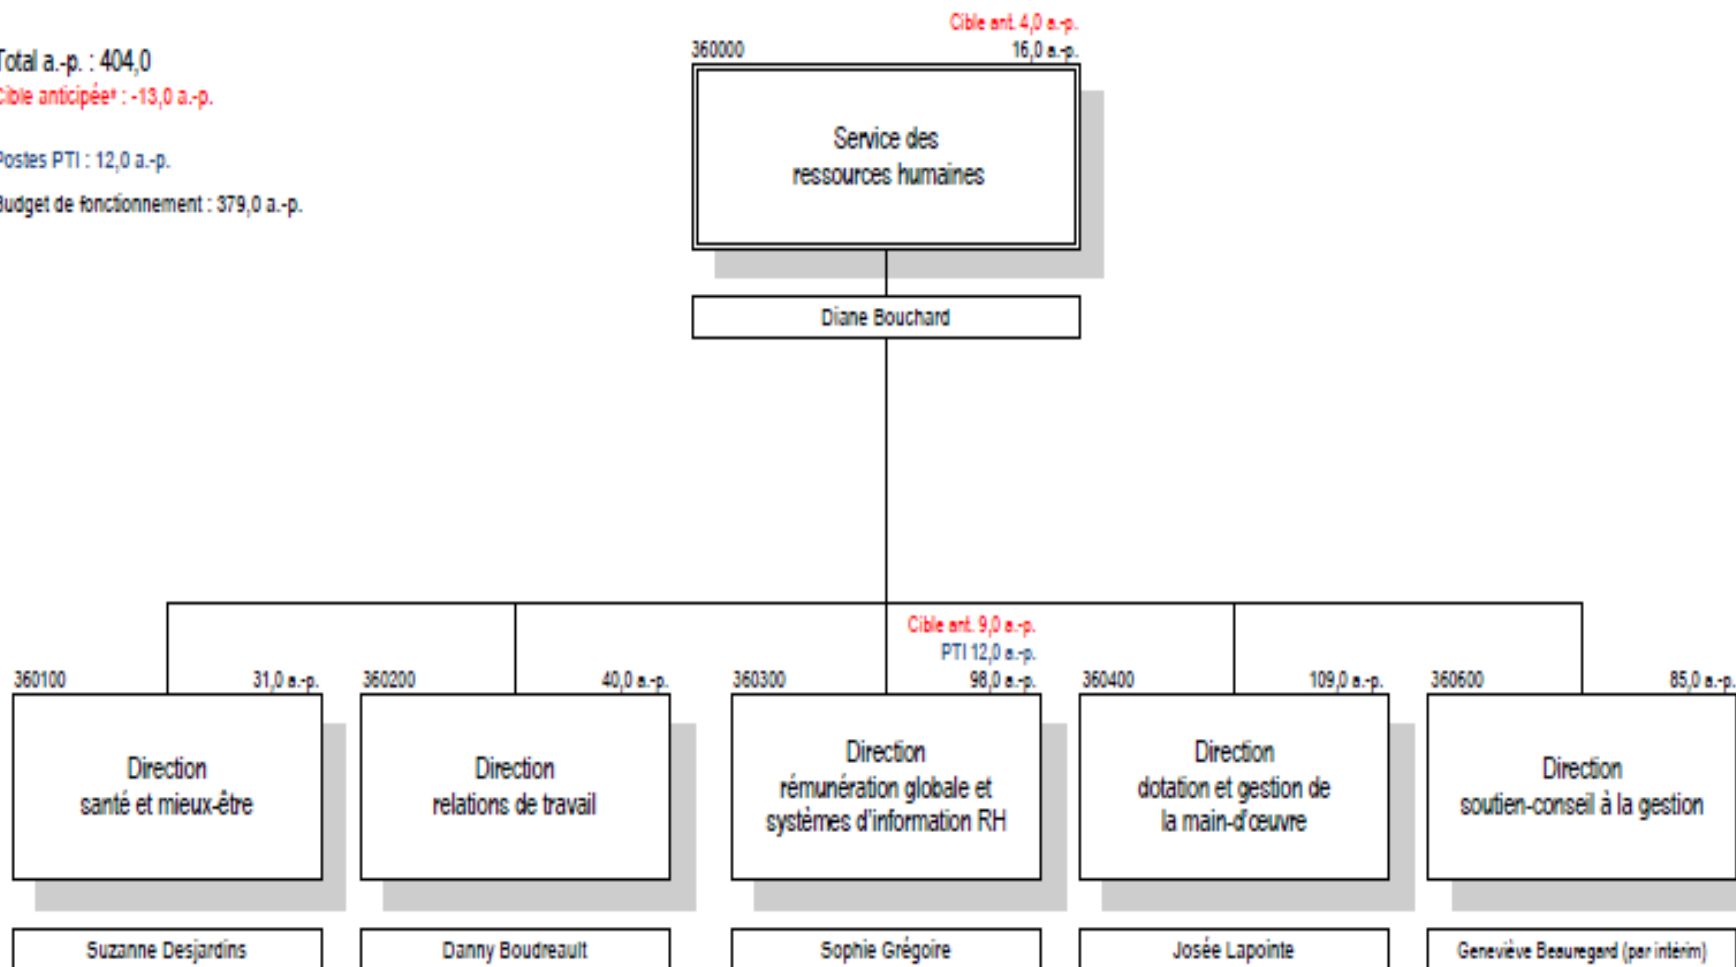 Total a.-p. : 404,0
Cible anticipée* : -13,0 a.-p.
Postes PTI : 12,0 a.-p.
Budget de fonctionnement : 379,0 a.-p.
Cible ant. 4,0 a.-p.
360000 16,0 a.-p.
Service des
ressources humaines
Diane Bouchard
Cible ant. 9,0 a.-p.
PTI 12,0 a.-p.
360100 31,0 a.-p. 360200 40,0 a.-p. 360300 98,0 a.-p. 360400 109,0 a.-p. 360600 85,0 a.-p.
Direction
santé et mieux-être
Direction
relations de travail
Direction
rémunération globale et
systèmes d'information RH
Direction
dotation et gestion de
la main-d'œuvre
Direction
soutien-conseil à la gestion
Suzanne Desjardins
Danny Boudreault
Sophie Grégoire
Josée Lapointe
Geneviève Beauregard (par intérim)